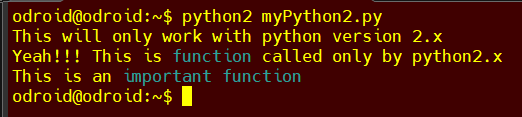 odroid@odroid:~$ python2 myPython2.py
This will only work with python version 2.x
Yeah!!! This is function called only by python2.x
This is an important function
odroid@odroid:~$